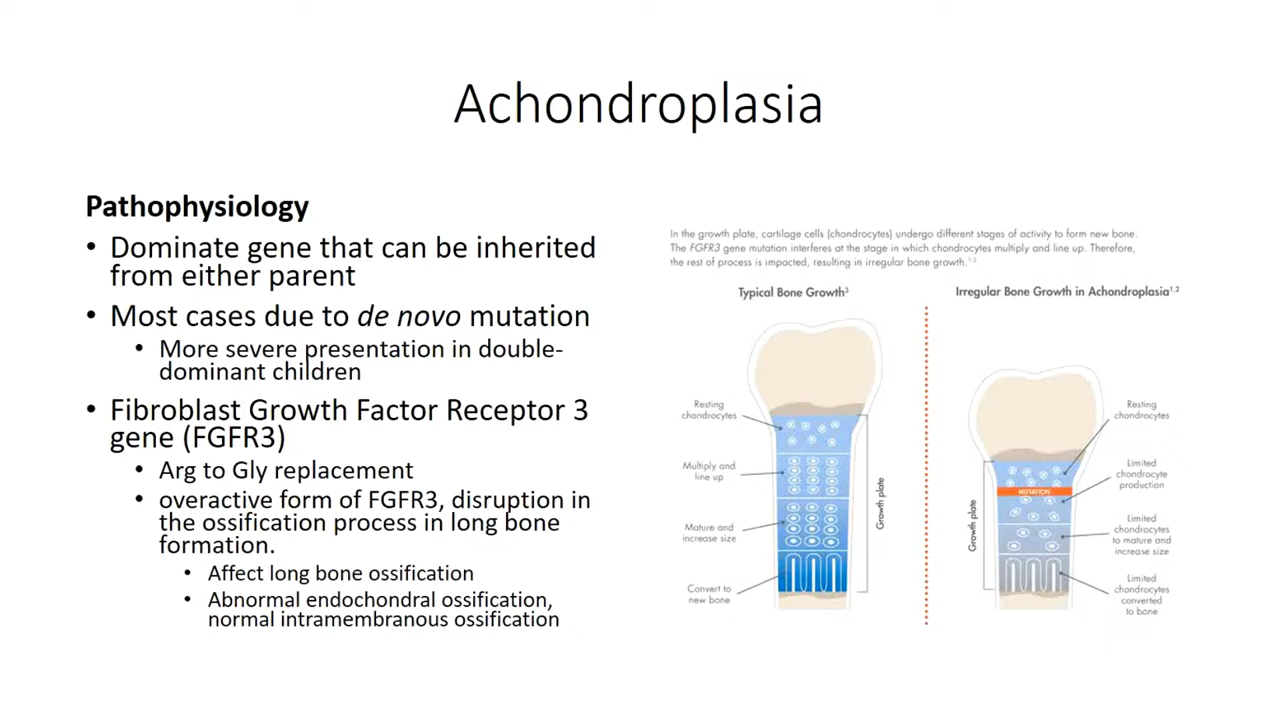 Achondroplasia
Pathophysiology
• Dominate gene that can be inherited
from either parent
• Most cases due to de novo mutation
• More severe presentation in double-
dominant children
• Fibroblast Growth Factor Receptor 3
gene (FGFR3)
• Arg to Gly replacement
• overactive form of FGFR3, disruption in
the ossification process in long bone
formation.
• Affect long bone ossification
• Abnormal endochondral ossification,
normal intramembranous ossification
In the growth plate, cartilage cells (chondrocytes) undergo different stages of activity to form new bone.
The FGFR3 gene mutation interferes at the stage in which chondrocytes multiply and line up. Therefore,
the rest of process is impacted, resulting in irregular bone growth.1-3
Typical Bone Growth3
Resting
chondrocytes
Multiply and
line up
Mature and
increase size
Convert to
new bone
Growth plate
Irregular Bone Growth in Achondroplasia1,2
Growth plate
MUTATION
Resting
chondrocytes
Limited
chondrocyte
production
Limited
chondrocytes
to mature and
increase size
Limited
chondrocytes
converted
to bone